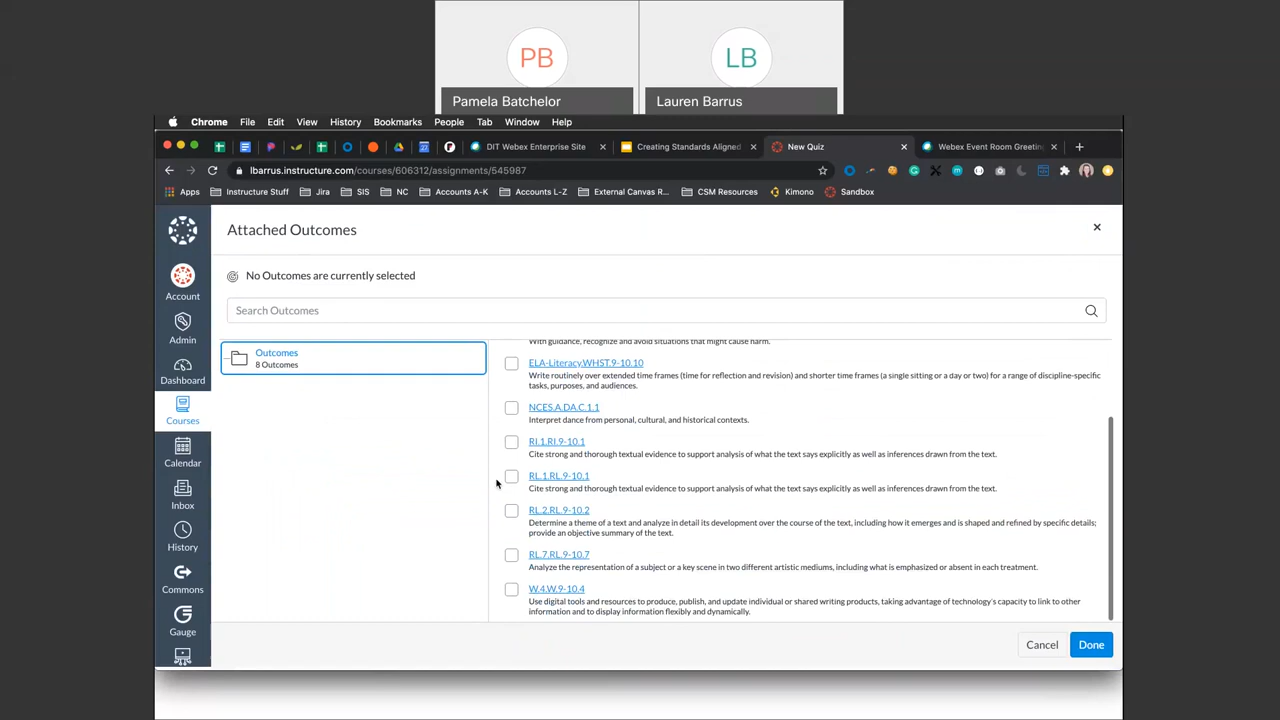 PB
LB
Pamela Batchelor
Lauren Barrus
Chrome File Edit View History Bookmarks People Tab Window Help
DIT Webex Enterprise Site
Creating Standards Aligned
New Quiz
Webex Event Room Greeting
lbarrus.instructure.com/courses/606312/assignments/545987
Apps Instructure Stuff Jira SIS NC Accounts A-K Accounts L-Z External Canvas R... CSM Resources Kimono Sandbox
Attached Outcomes
No Outcomes are currently selected
Search Outcomes
Account
Admin
Dashboard
Courses
Calendar
Inbox
History
Commons
Gauge
Outcomes
8 Outcomes
With guidance, recognize and avoid situations that might cause harm.
ELA-Literacy.WHST.9-10.10
Write routinely over extended time frames (time for reflection and revision) and shorter time frames (a single sitting or a day or two) for a range of discipline-specific
tasks, purposes, and audiences.
NCES.A.DA.C.1.1
Interpret dance from personal, cultural, and historical contexts.
RI.1.RI.9-10.1
Cite strong and thorough textual evidence to support analysis of what the text says explicitly as well as inferences drawn from the text.
RL.1.RL.9-10.1
Cite strong and thorough textual evidence to support analysis of what the text says explicitly as well as inferences drawn from the text.
RL.2.RL.9-10.2
Determine a theme of a text and analyze in detail its development over the course of the text, including how it emerges and is shaped and refined by specific details;
provide an objective summary of the text.
RL.7.RL.9-10.7
Analyze the representation of a subject or a key scene in two different artistic mediums, including what is emphasized or absent in each treatment.
W.4.W.9-10.4
Use digital tools and resources to produce, publish, and update individual or shared writing products, taking advantage of technology's capacity to link to other
information and to display information flexibly and dynamically.
Cancel
Done